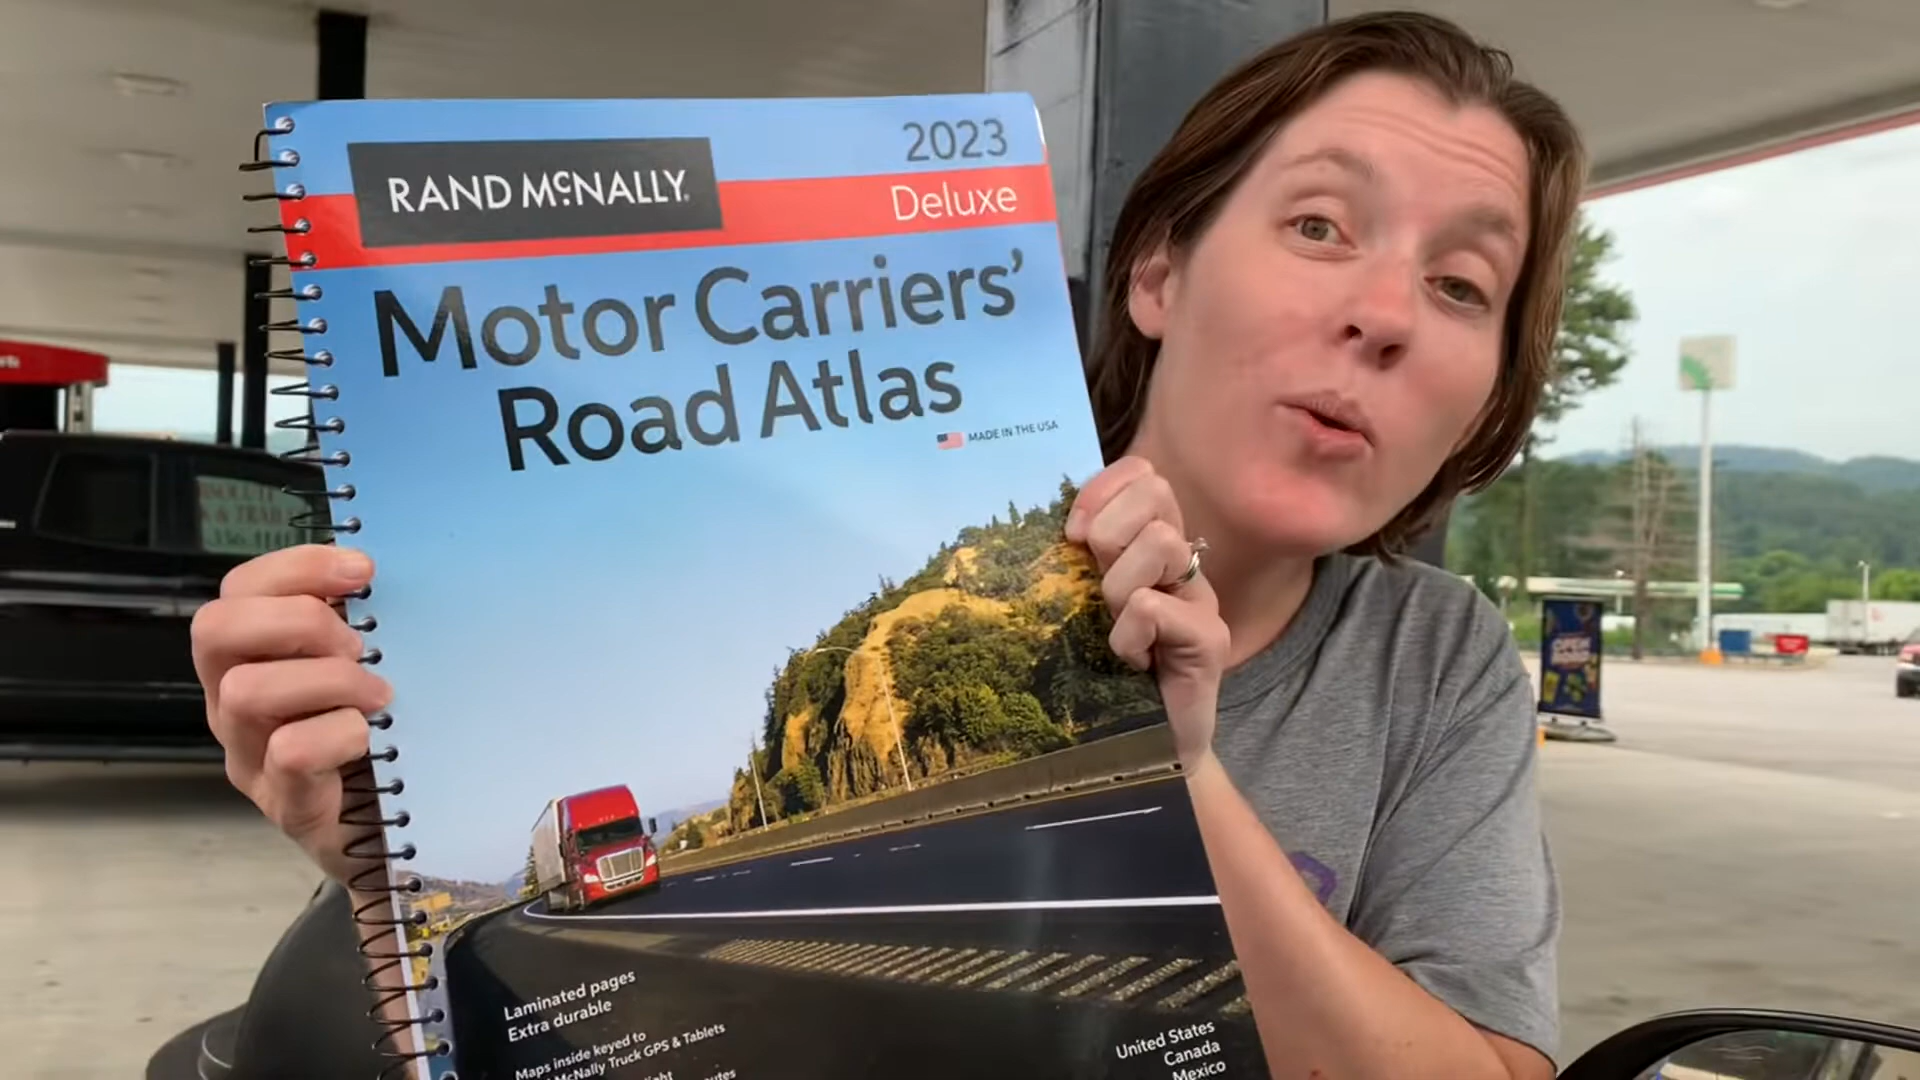 2023
RAND MCNALLY
Deluxe
Motor Carriers'
Road Atlas
MADE IN THE USA
Laminated pages
Extra durable
Maps inside keyed to
McNally Truck GPS & Tablets
United States
Canada
Mexico
OPEN